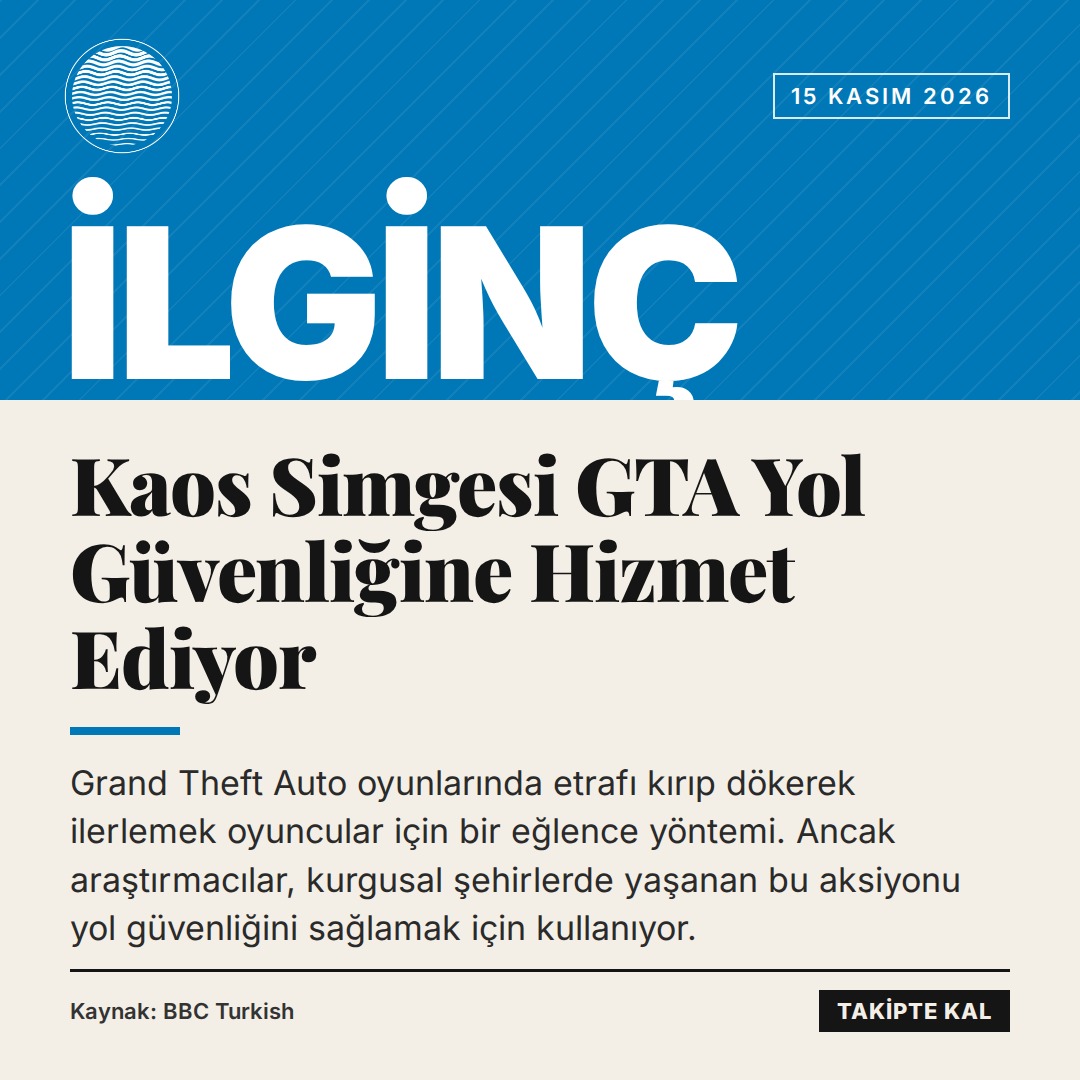 15 KASIM 2026
İLGİNÇ
Kaos Simgesi GTA Yol
Güvenliğine Hizmet
Ediyor
Grand Theft Auto oyunlarında etrafı kırıp dökerek
ilerlemek oyuncular için bir eğlence yöntemi. Ancak
araştırmacılar, kurgusal şehirlerde yaşanan bu aksiyonu
yol güvenliğini sağlamak için kullanıyor.
Kaynak: BBC Turkish
TAKİPTE KAL